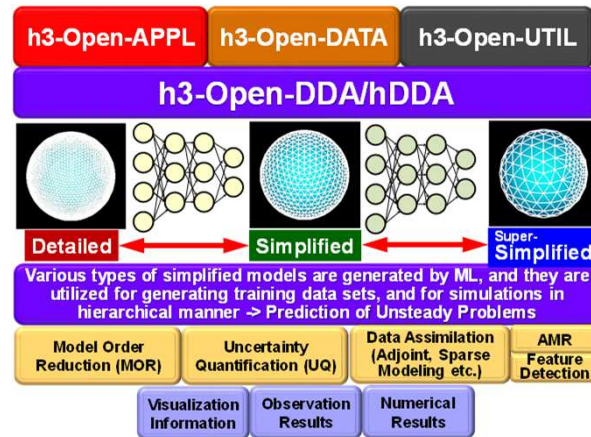 h3-Open-APPL
h3-Open-DATA
h3-Open-UTIL
h3-Open-DDA/hDDA
Detailed
Simplified
Super-
Simplified
Various types of simplified models are generated by ML, and they are
utilized for generating training data sets, and for simulations in
hierarchical manner -> Prediction of Unsteady Problems
Model Order
Reduction (MOR)
Uncertainty
Quantification (UQ)
Data Assimilation
(Adjoint, Sparse
Modeling etc.)
AMR
Feature
Detection
Visualization
Information
Observation
Results
Numerical
Results